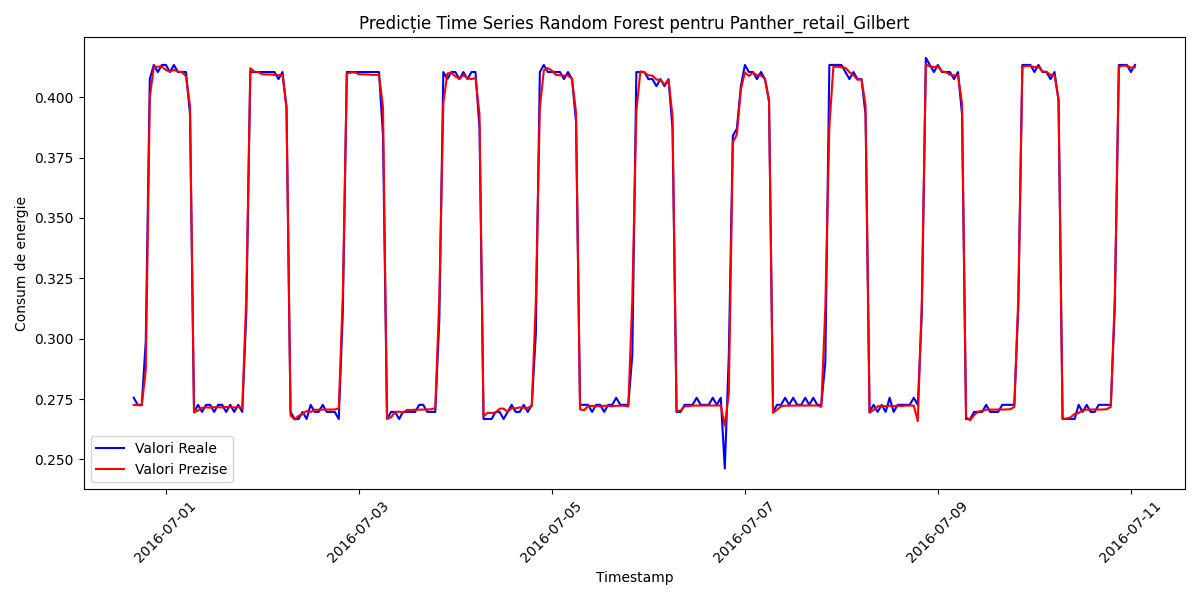 Predicție Time Series Random Forest pentru Panther_retail_Gilbert
Consum de energie
0.400
0.375
0.350
0.325
0.300
0.275
0.250
Valori Reale
Valori Prezise
2016-07-01
2016-07-03
2016-07-05
2016-07-07
2016-07-09
2016-07-11
Timestamp